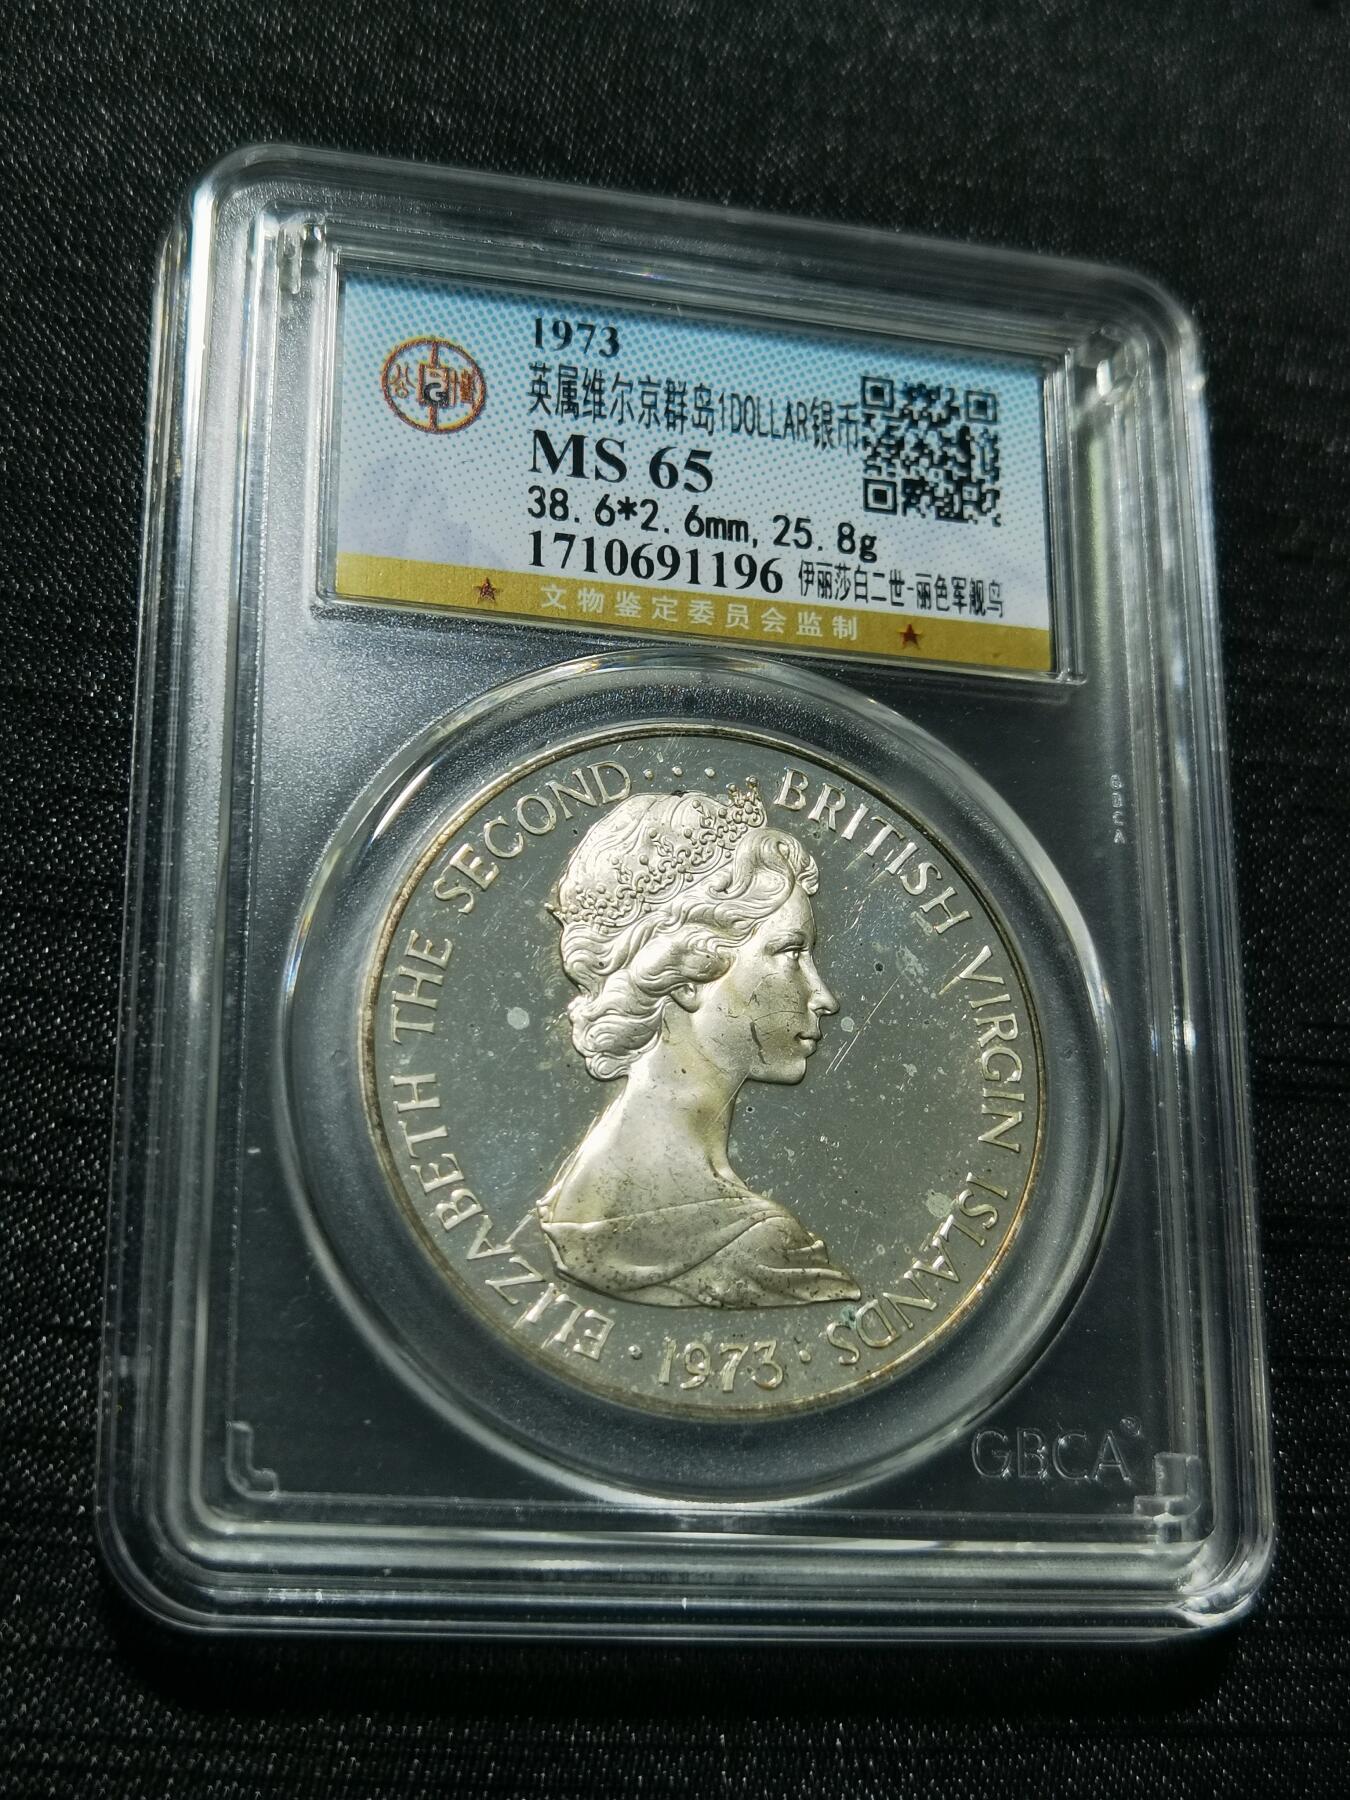 1973
英属维尔京群岛1DOLLAR银币
MS 65
38.6*2.6mm,25.8g
1710691196 伊丽莎白二世-丽色军舰鸟
文物鉴定委员会监制
GBCA
ELIZABETH THE SECOND···· BRITISH VIRGIN ISLANDS
·1973·
GBCA®